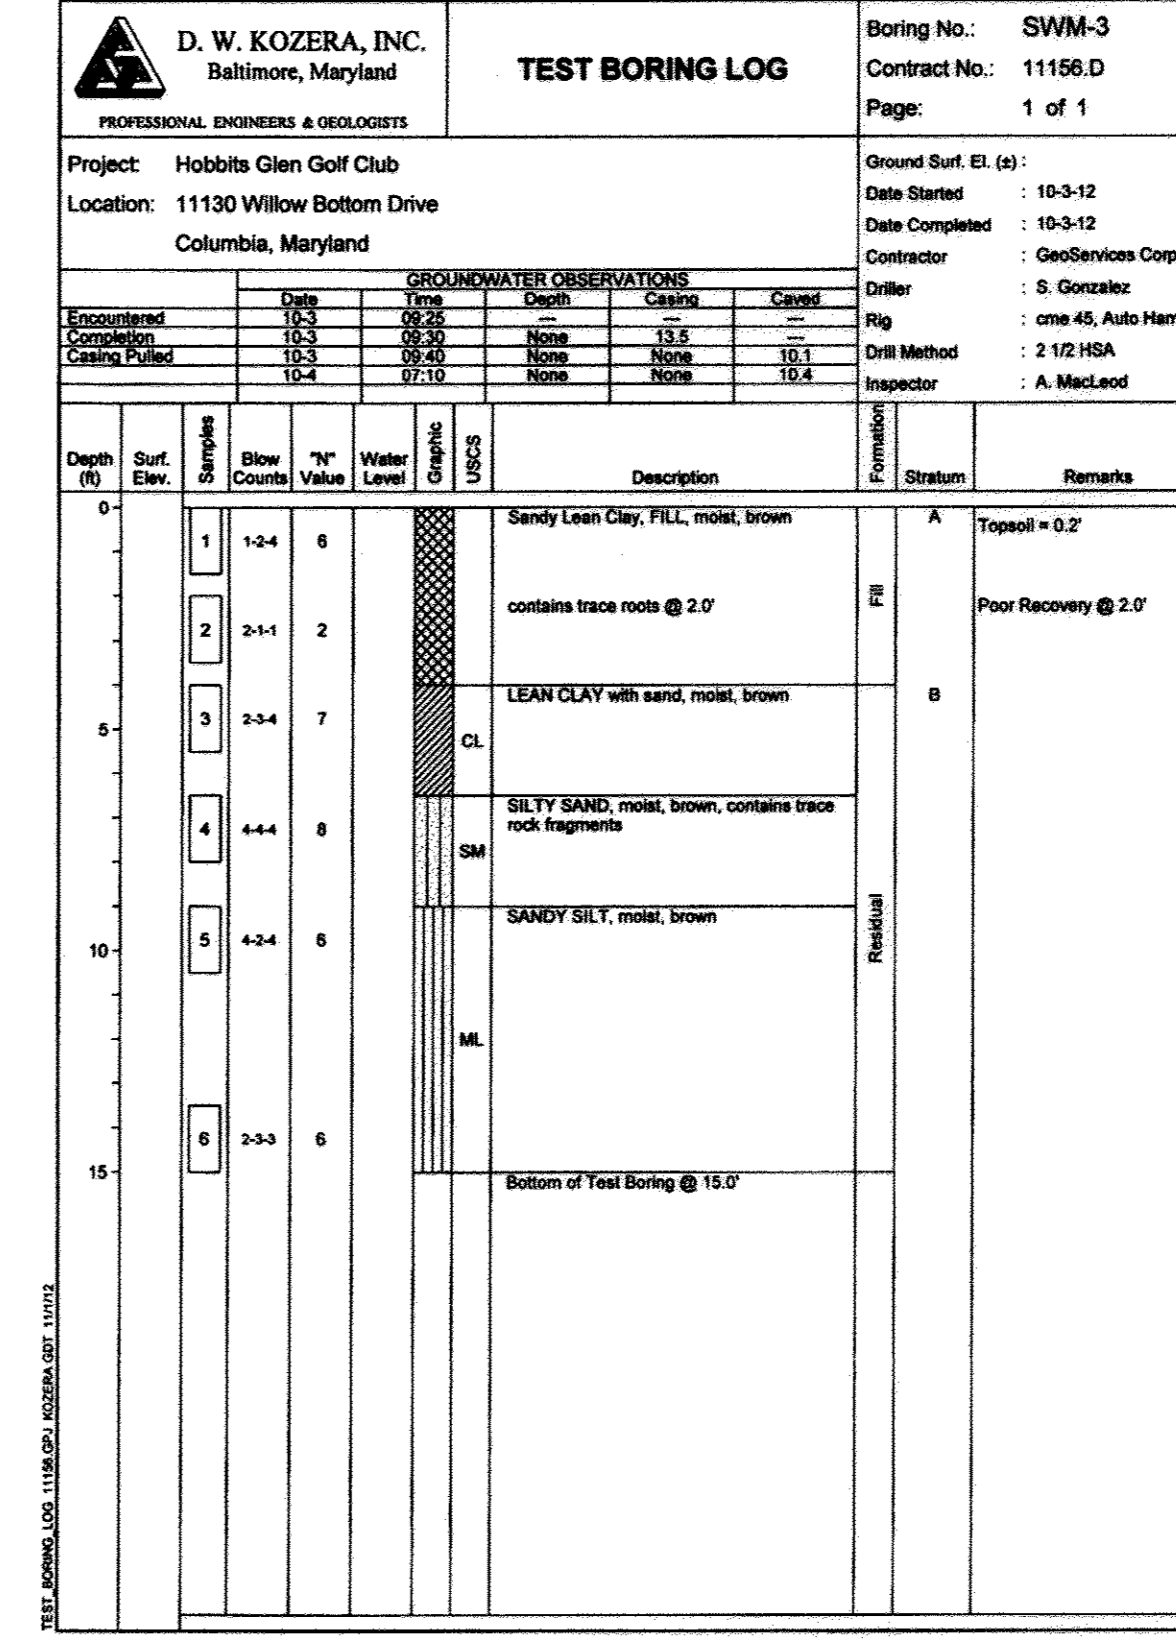 D. W. KOZERA, INC.
Baltimore, Maryland
PROFESSIONAL ENGINEERS & GEOLOGISTS
TEST BORING LOG
Boring No.: SWM-3
Contract No.: 11156.D
Page: 1 of 1
Project: Hobbits Glen Golf Club
Location: 11130 Willow Bottom Drive
Columbia, Maryland
Ground Surf. El. (±) :
Date Started : 10-3-12
Date Completed : 10-3-12
Contractor : GeoServices Corp
Driller : S. Gonzalez
Rig : cme 45, Auto Ham
Drill Method : 2 1/2 HSA
Inspector : A. MacLeod
GROUNDWATER OBSERVATIONS
Date Time Depth Casing Caved
Encountered 10-3 09:25 --- --- ---
Completion 10-3 09:30 None 13.5 ---
Casing Pulled 10-3 09:40 None None 10.1
10-4 07:10 None None 10.4
Depth (ft) Surf. Elev. Samples Blow Counts "N" Value Water Level Graphic USCS Description Formation Stratum Remarks
0
Sandy Lean Clay, FILL, moist, brown A Topsoil = 0.2'
1 1-2-4 6
contains trace roots @ 2.0' Fill Poor Recovery @ 2.0'
2 2-1-1 2
LEAN CLAY with sand, moist, brown B
3 2-3-4 7
5 CL
SILTY SAND, moist, brown, contains trace
rock fragments
4 4-4-4 8
SM
SANDY SILT, moist, brown Residual
5 4-2-4 6
10
ML
6 2-3-3 6
15
Bottom of Test Boring @ 15.0'
TEST_BORING_LOG 11156.GPJ KOZERA.GDT 11/1/12